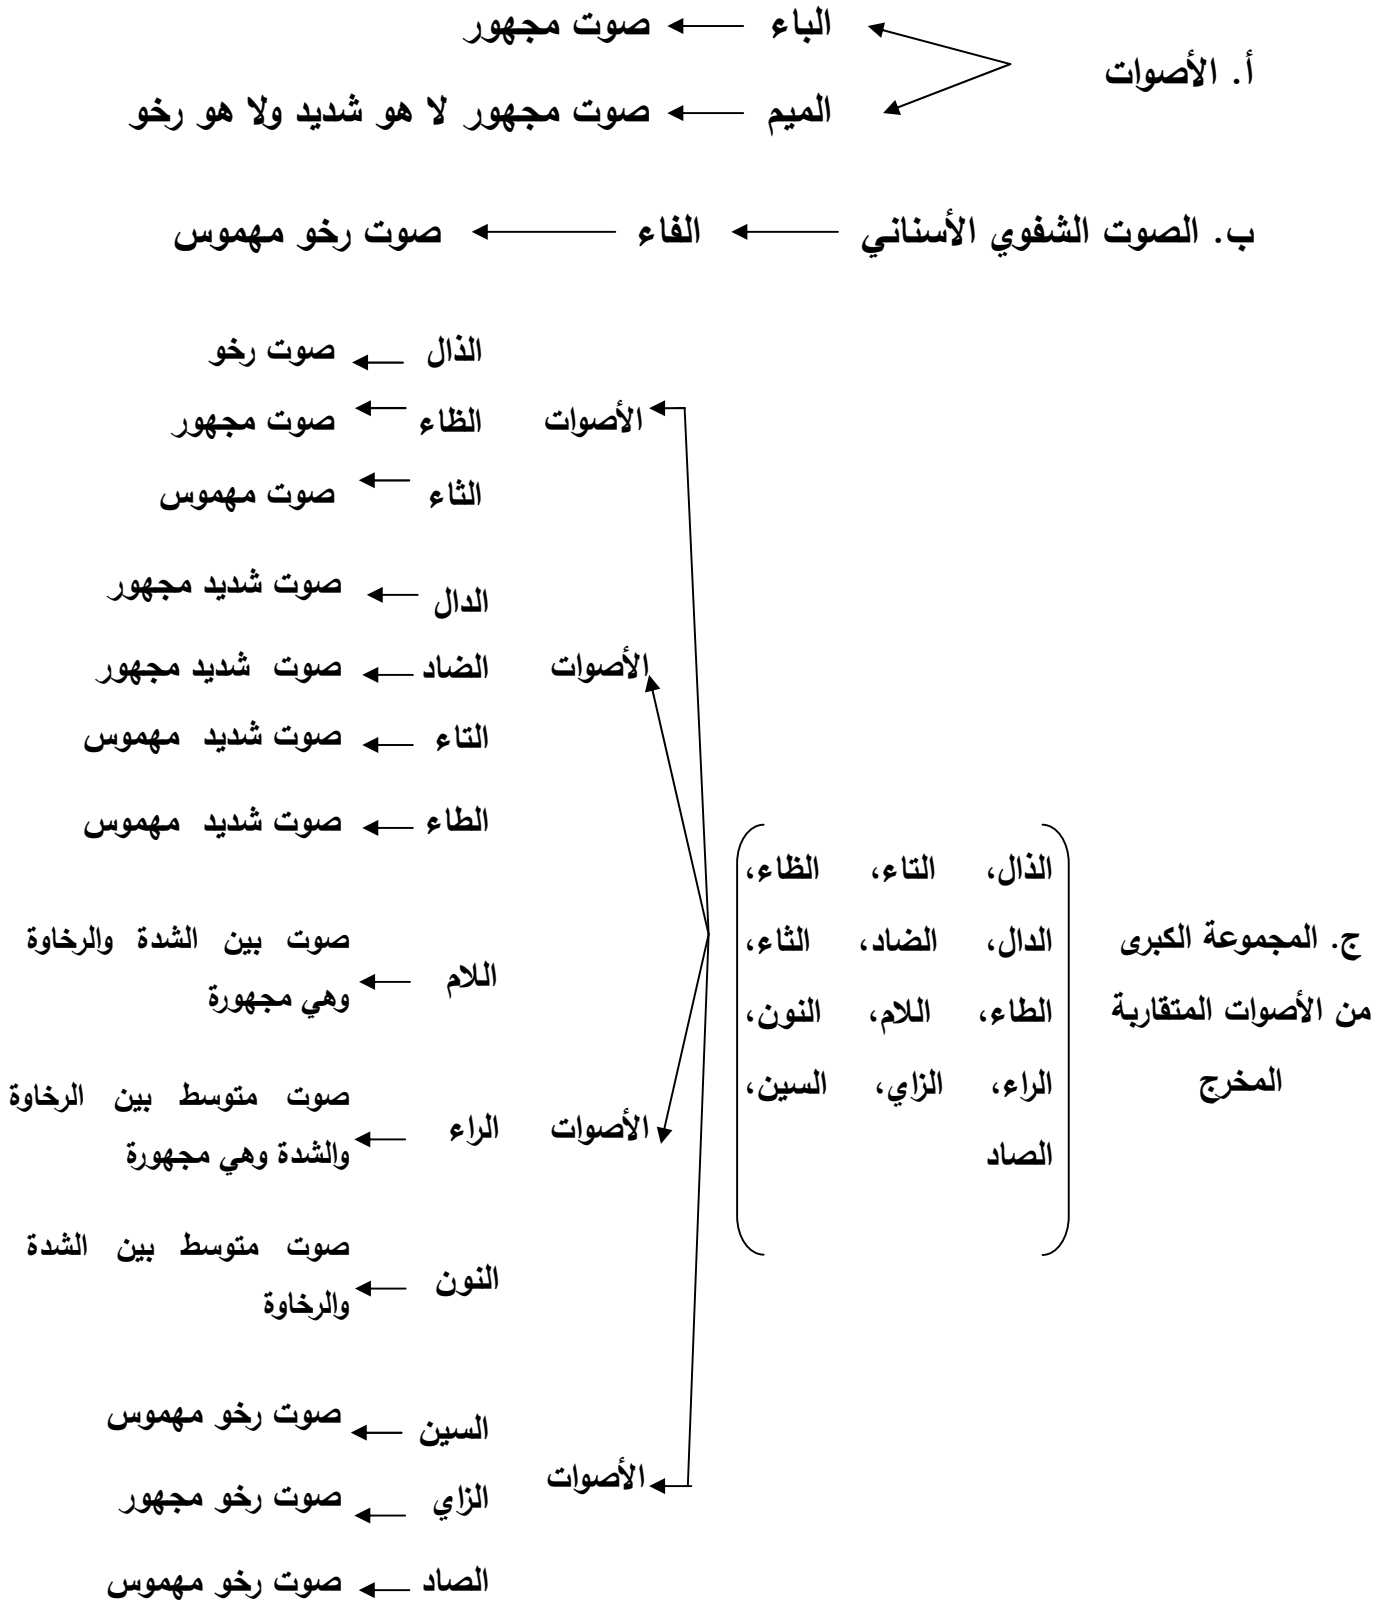 أ. الأصوات
الباء
صوت مجهور
الميم
صوت مجهور لا هو شديد ولا هو رخو
ب. الصوت الشفوي الأسناني
الفاء
صوت رخو مهموس
ج. المجموعة الكبرى
من الأصوات المتقاربة
المخرج
الذال، التاء، الظاء،
الدال، الضاد، الثاء،
الطاء، اللام، النون،
الراء، الزاي، السين،
الصاد
الأصوات
الذال
صوت رخو
الظاء
صوت مجهور
الثاء
صوت مهموس
الأصوات
الدال
صوت شديد مجهور
الضاد
صوت شديد مجهور
التاء
صوت شديد مهموس
الطاء
صوت شديد مهموس
الأصوات
اللام
صوت بين الشدة والرخاوة
وهي مجهورة
الراء
صوت متوسط بين الرخاوة
والشدة وهي مجهورة
النون
صوت متوسط بين الشدة
والرخاوة
الأصوات
السين
صوت رخو مهموس
الزاي
صوت رخو مجهور
الصاد
صوت رخو مهموس